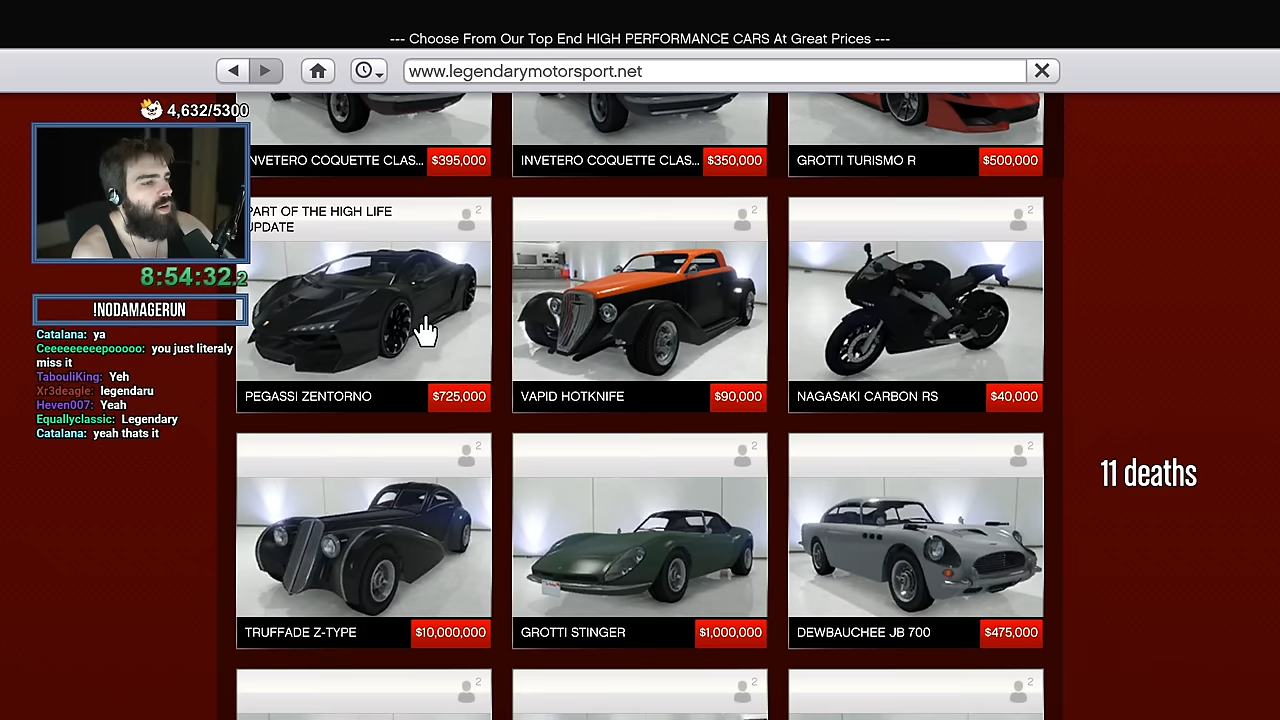 --- Choose From Our Top End HIGH PERFORMANCE CARS At Great Prices ---
www.legendarymotorsport.net
4,632/5300
8:54:32.2
!NODAMAGERUN
Catalana: ya
Ceeeeeeeepooooo: you just literaly
miss it
TabouliKing: Yeh
Xr3deagle: legendaru
Heven007: Yeah
Equallyclassic: Legendary
Catalana: yeah thats it
NVETERO COQUETTE CLAS... $395,000
INVETERO COQUETTE CLAS... $350,000
GROTTI TURISMO R $500,000
PART OF THE HIGH LIFE
UPDATE
2
2
2
PEGASSI ZENTORNO $725,000
VAPID HOTKNIFE $90,000
NAGASAKI CARBON RS $40,000
2
2
2
TRUFFADE Z-TYPE $10,000,000
GROTTI STINGER $1,000,000
DEWBAUCHEE JB 700 $475,000
2
2
2
11 deaths